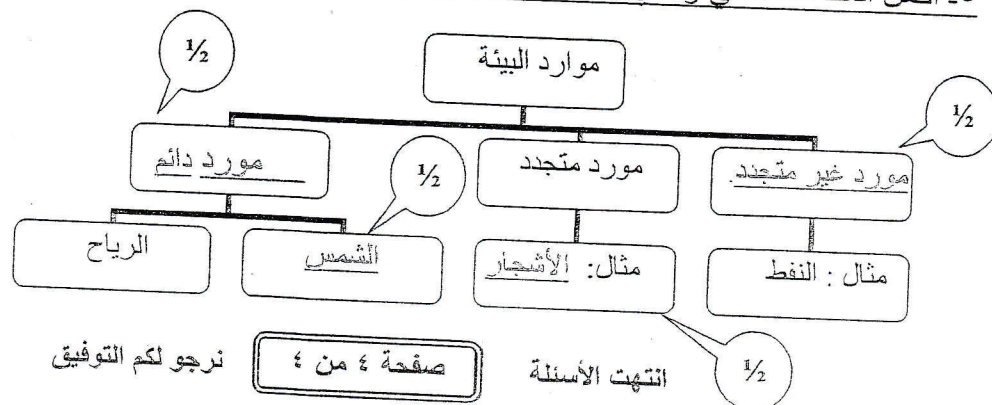 موارد البيئة
½
½
½
مورد غير متجدد.
مورد متجدد
مورد دائم
مثال : النفط
مثال: الأشجار
الشمس
الرياح
½
انتهت الأسئلة
صفحة ٤ من ٤
نرجو لكم التوفيق